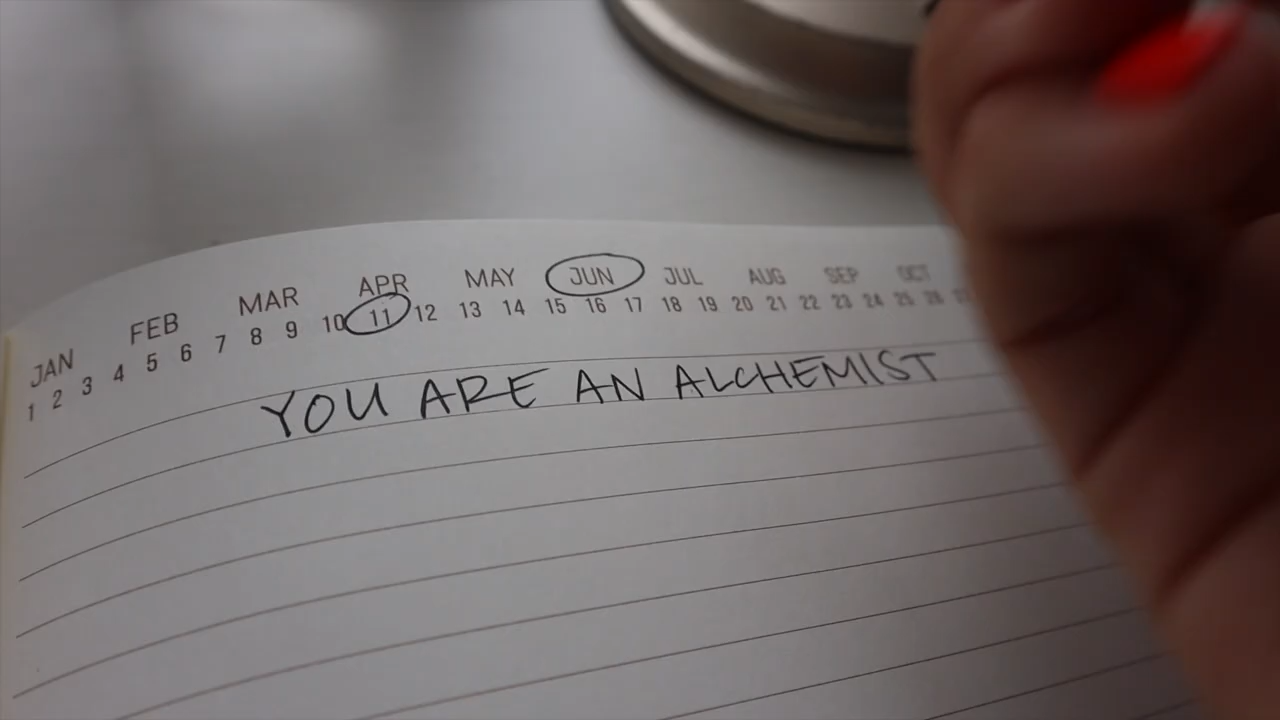 JAN FEB MAR APR MAY JUN JUL AUG SEP OCT
1 2 3 4 5 6 7 8 9 10 11 12 13 14 15 16 17 18 19 20 21 22 23 24 25 26
YOU ARE AN ALCHEMIST